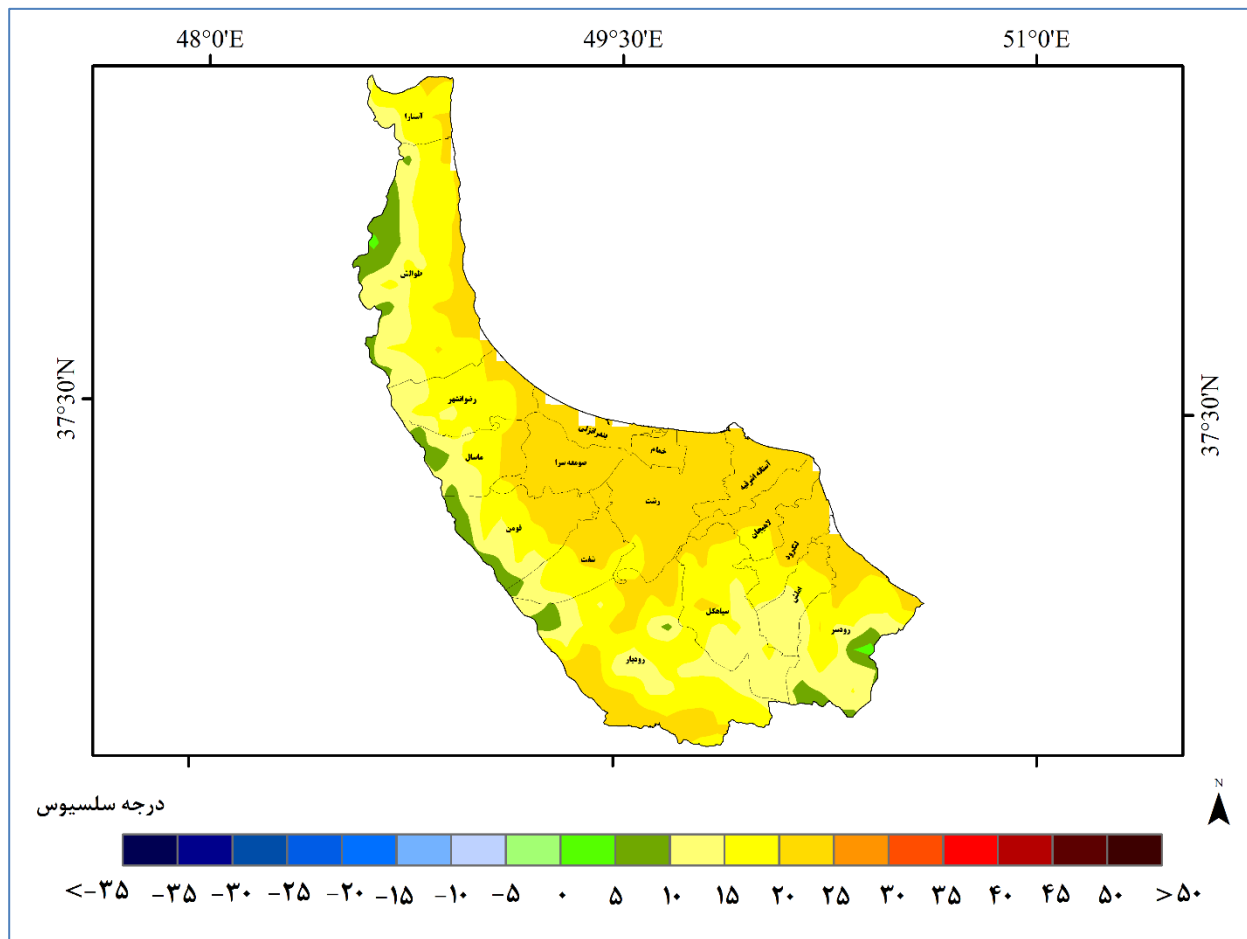 48°0'E 49°30'E 51°0'E
آستارا
طوالش
37°30'N 37°30'N
رضوانشهر
بندرانزلی
خمام
ماسال
صومعه سرا
آستانه اشرفیه
رشت
فومن
لاهیجان
لنگرود
شفت
املش
سیاهکل
رودسر
رودبار
درجه سلسیوس
N
<-۳۵ -۳۵ -۳۰ -۲۵ -۲۰ -۱۵ -۱۰ -۵ ۰ ۵ ۱۰ ۱۵ ۲۰ ۲۵ ۳۰ ۳۵ ۴۰ ۴۵ ۵۰ >۵۰